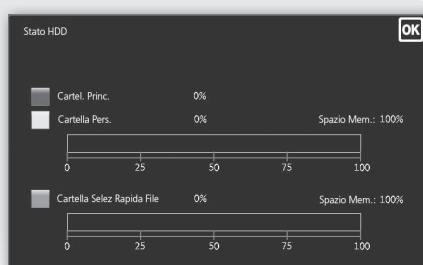 Stato HDD OK
Cartel. Princ. 0%
Cartella Pers. 0% Spazio Mem.: 100%
0 25 50 75 100
Cartella Selez Rapida File 0% Spazio Mem.: 100%
0 25 50 75 100